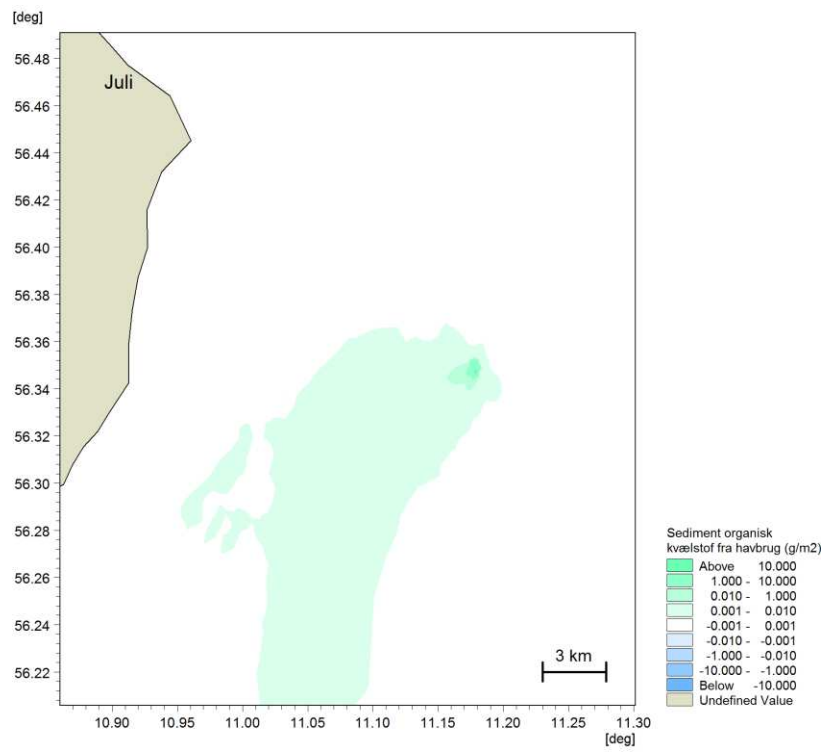 [deg]
56.48
Juli
56.46
56.44
56.42
56.40
56.38
56.36
56.34
56.32
56.30
56.28
56.26
56.24
56.22
3 km
10.90 10.95 11.00 11.05 11.10 11.15 11.20 11.25 11.30
[deg]
Sediment organisk
kvælstof fra havbrug (g/m2)
Above 10.000
1.000 - 10.000
0.010 - 1.000
0.001 - 0.010
-0.001 - 0.001
-0.010 - -0.001
-1.000 - -0.010
-10.000 - -1.000
Below -10.000
Undefined Value